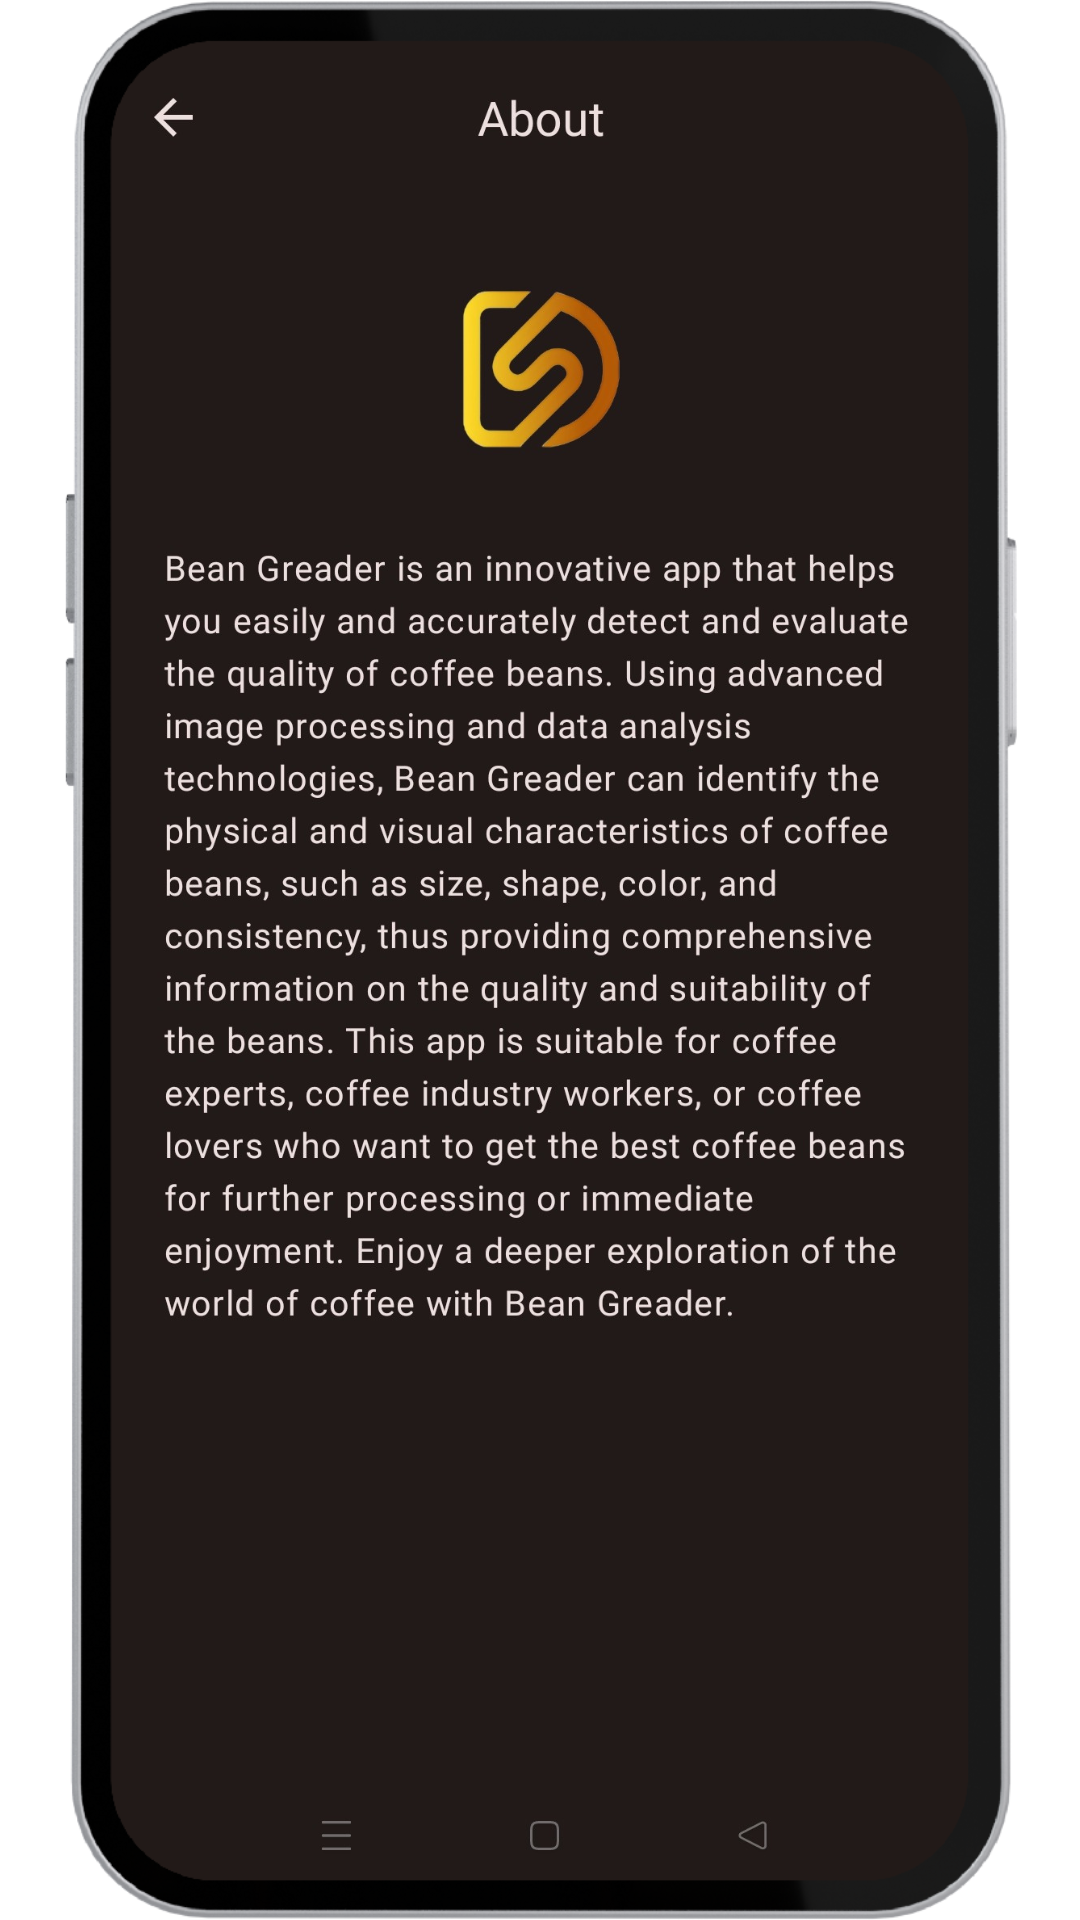 About
Bean Greader is an innovative app that helps
you easily and accurately detect and evaluate
the quality of coffee beans. Using advanced
image processing and data analysis
technologies, Bean Greader can identify the
physical and visual characteristics of coffee
beans, such as size, shape, color, and
consistency, thus providing comprehensive
information on the quality and suitability of
the beans. This app is suitable for coffee
experts, coffee industry workers, or coffee
lovers who want to get the best coffee beans
for further processing or immediate
enjoyment. Enjoy a deeper exploration of the
world of coffee with Bean Greader.